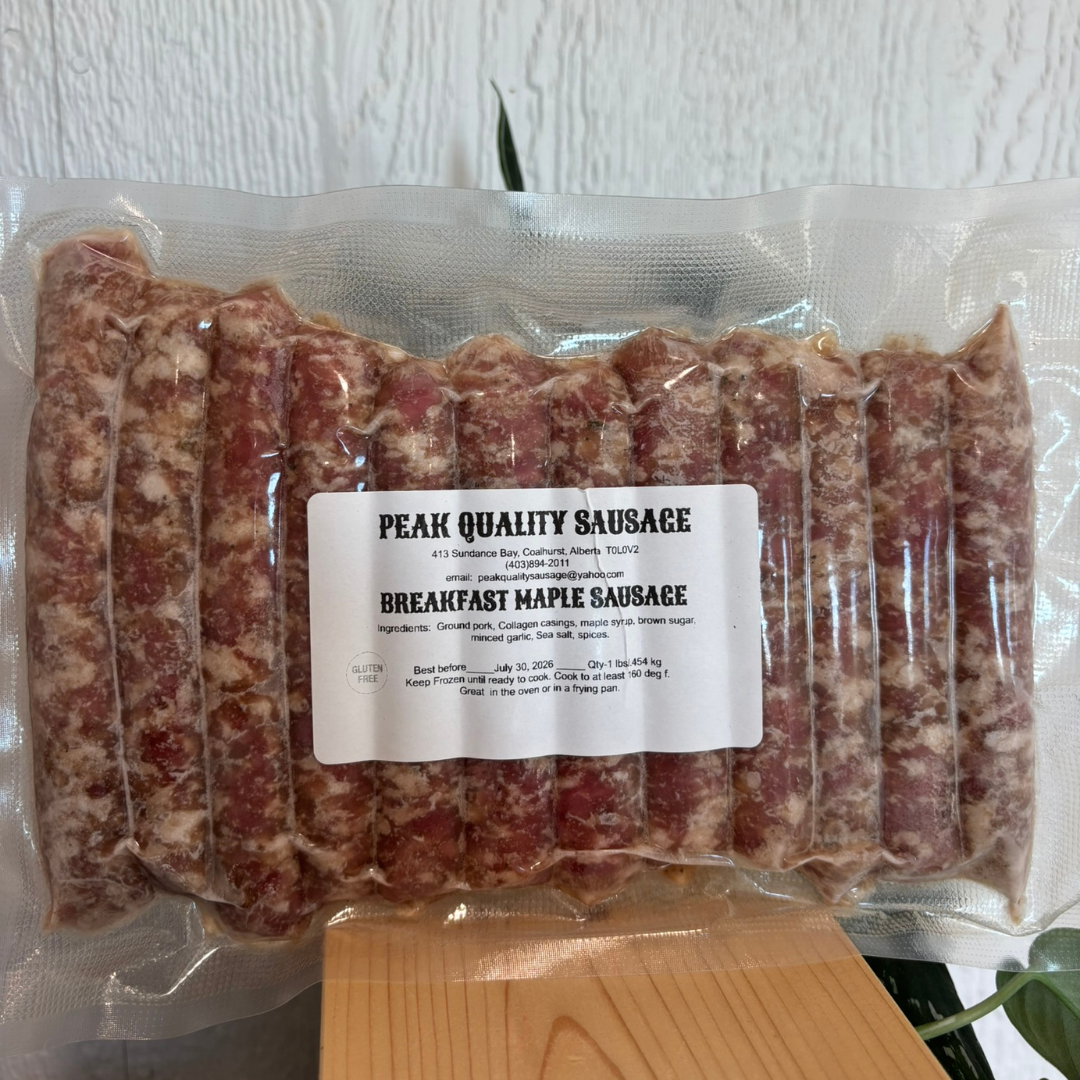 PEAK QUALITY SAUSAGE
413 Sundance Bay, Coalhurst, Alberta T0L0V2
(403)894-2011
email: peakqualitysausage@yahoo.com
BREAKFAST MAPLE SAUSAGE
Ingredients: Ground pork, Collagen casings, maple syrup, brown sugar,
minced garlic, Sea salt, spices.
GLUTEN
FREE
Best before_____July 30, 2026 _____ Qty-1 lbs/.454 kg
Keep Frozen until ready to cook. Cook to at least 160 deg f.
Great in the oven or in a frying pan.